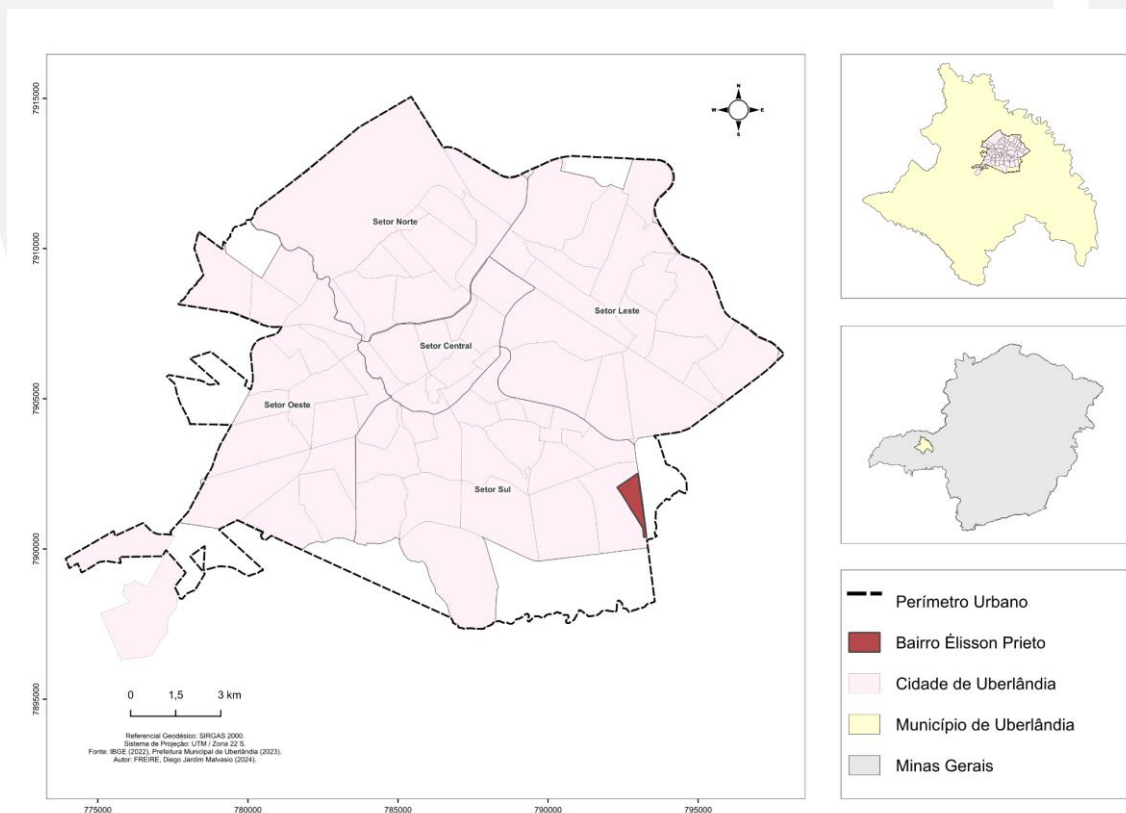 N
W
E
S
7915000
7910000
7905000
7900000
7895000
Setor Norte
Setor Leste
Setor Central
Setor Oeste
Setor Sul
0 1,5 3 km
Referencial Geodésico: SIRGAS 2000.
Sistema de Projeção: UTM / Zona 22 S.
Fonte: IBGE (2022), Prefeitura Municipal de Uberlândia (2023).
Autor: FREIRE, Diego Jardim Malvasio (2024).
775000 780000 785000 790000 795000
Perímetro Urbano
Bairro Élisson Prieto
Cidade de Uberlândia
Município de Uberlândia
Minas Gerais